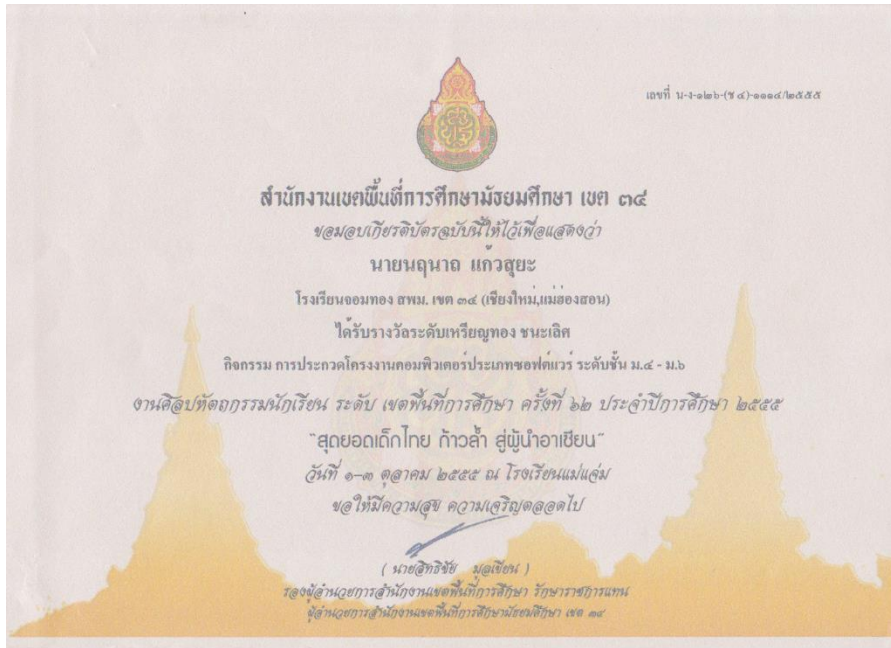 เลขที่ น-ง-๑๒๖-(ช ๔)-๑๑๑๔/๒๕๕๕
สำนักงานเขตพื้นที่การศึกษามัธยมศึกษา เขต ๓๔
ขอมอบเกียรติบัตรฉบับนี้ให้ไว้เพื่อแสดงว่า
นายนฤนาถ แก้วสุยะ
โรงเรียนจอมทอง สพม. เขต ๓๔ (เชียงใหม่,แม่ฮ่องสอน)
ได้รับรางวัลระดับเหรียญทอง ชนะเลิศ
กิจกรรม การประกวดโครงงานคอมพิวเตอร์ประเภทซอฟต์แวร์ ระดับชั้น ม.๔ - ม.๖
งานศิลปหัตถกรรมนักเรียน ระดับ เขตพื้นที่การศึกษา ครั้งที่ ๖๒ ประจำปีการศึกษา ๒๕๕๕
"สุดยอดเด็กไทย ก้าวล้ำ สู่ผู้นำอาเซียน"
วันที่ ๑-๓ ตุลาคม ๒๕๕๕ ณ โรงเรียนแม่แจ่ม
ขอให้มีความสุข ความเจริญตลอดไป
( นายสิทธิชัย มูลเขียน )
รองผู้อำนวยการสำนักงานเขตพื้นที่การศึกษา รักษาราชการแทน
ผู้อำนวยการสำนักงานเขตพื้นที่การศึกษามัธยมศึกษา เขต ๓๔